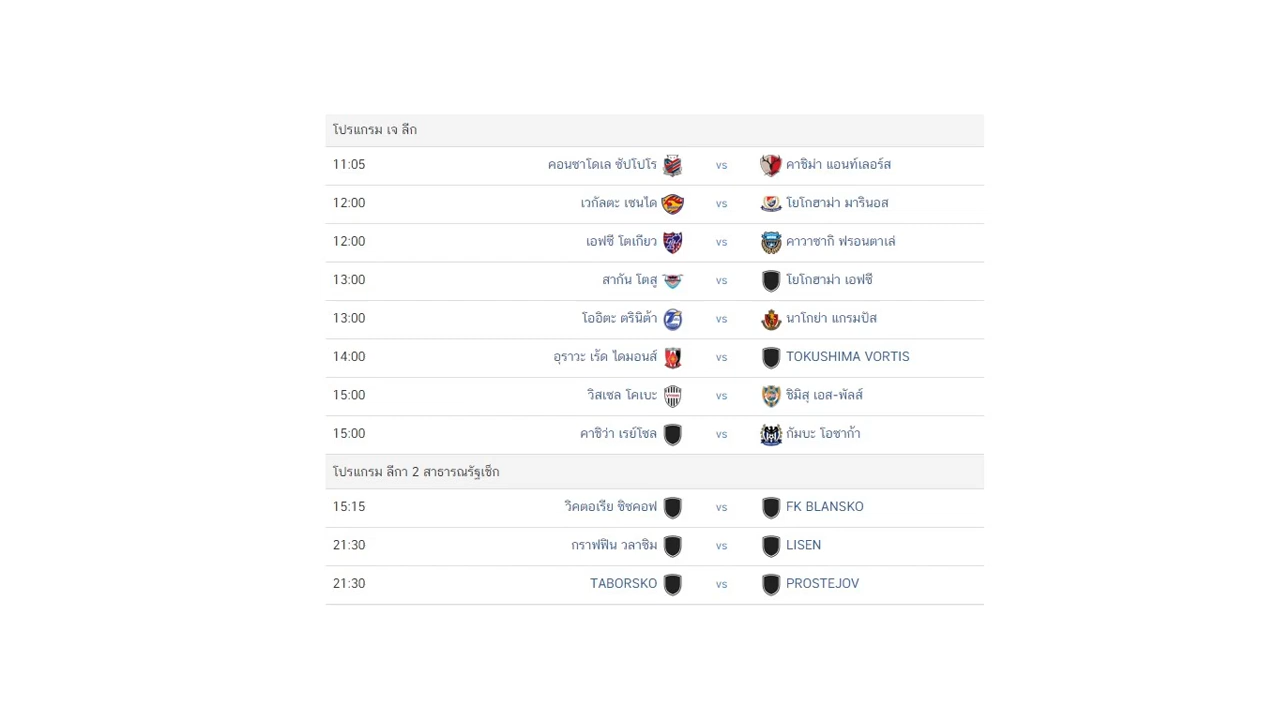 โปรแกรม เจ ลีก
11:05 คอนซาโดเล ซัปโปโร vs คาชิม่า แอนท์เลอร์ส
12:00 เวกัลตะ เซนได vs โยโกฮาม่า มารินอส
12:00 เอฟซี โตเกียว vs คาวาซากิ ฟรอนตาเล่
13:00 สากัน โตสุ vs โยโกฮาม่า เอฟซี
13:00 โออิตะ ตรินิต้า vs นาโกย่า แกรมปัส
14:00 อุราวะ เร้ด ไดมอนส์ vs TOKUSHIMA VORTIS
15:00 วิสเซล โคเบะ vs ชิมิสุ เอส-พัลส์
15:00 คาชิว่า เรย์โซล vs กัมบะ โอซาก้า
โปรแกรม ลีกา 2 สาธารณรัฐเช็ก
15:15 วิคตอเรีย ซิซคอฟ vs FK BLANSKO
21:30 กราฟฟิน วลาซิม vs LISEN
21:30 TABORSKO vs PROSTEJOV